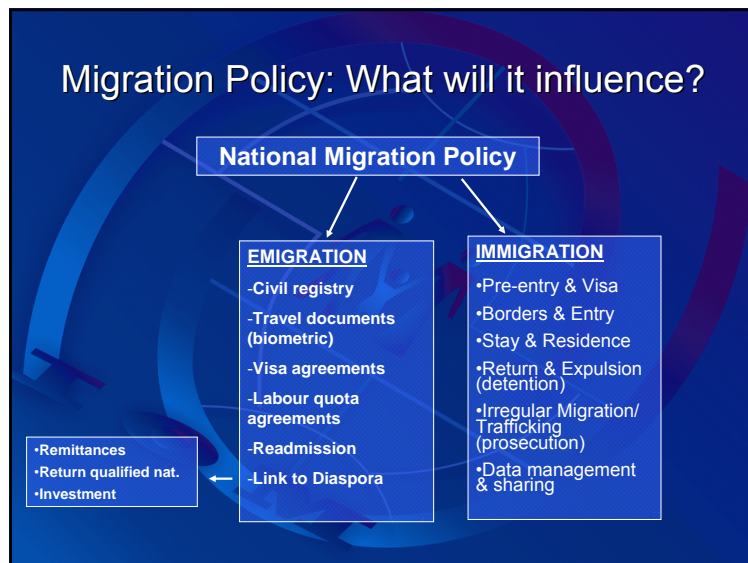 Migration Policy: What will it influence?
National Migration Policy
EMIGRATION
-Civil registry
-Travel documents
(biometric)
-Visa agreements
-Labour quota
agreements
-Readmission
-Link to Diaspora
•Remittances
•Return qualified nat.
•Investment
IMMIGRATION
•Pre-entry & Visa
•Borders & Entry
•Stay & Residence
•Return & Expulsion
(detention)
•Irregular Migration/
Trafficking
(prosecution)
•Data management
& sharing